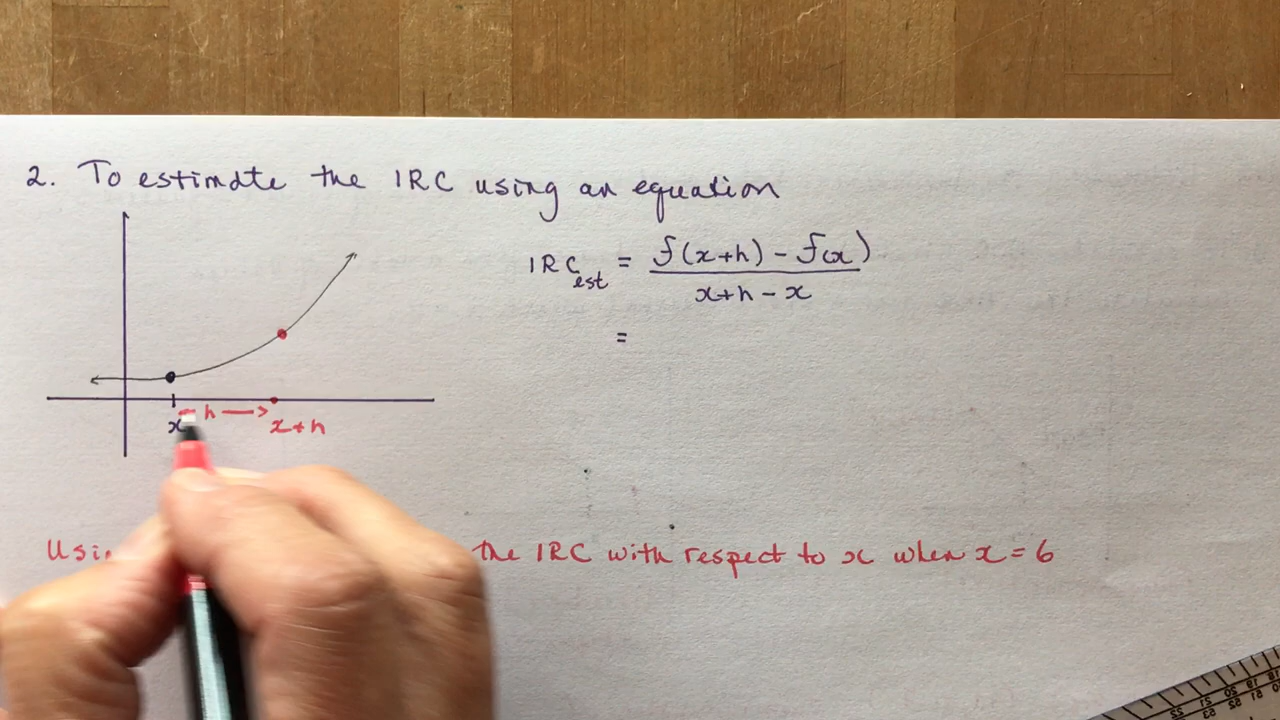 2. To estimate the IRC using an equation
IRC est = f(x+h) - f(x)
x+h - x
=
h
x
x+h
the IRC with respect to x when x = 6